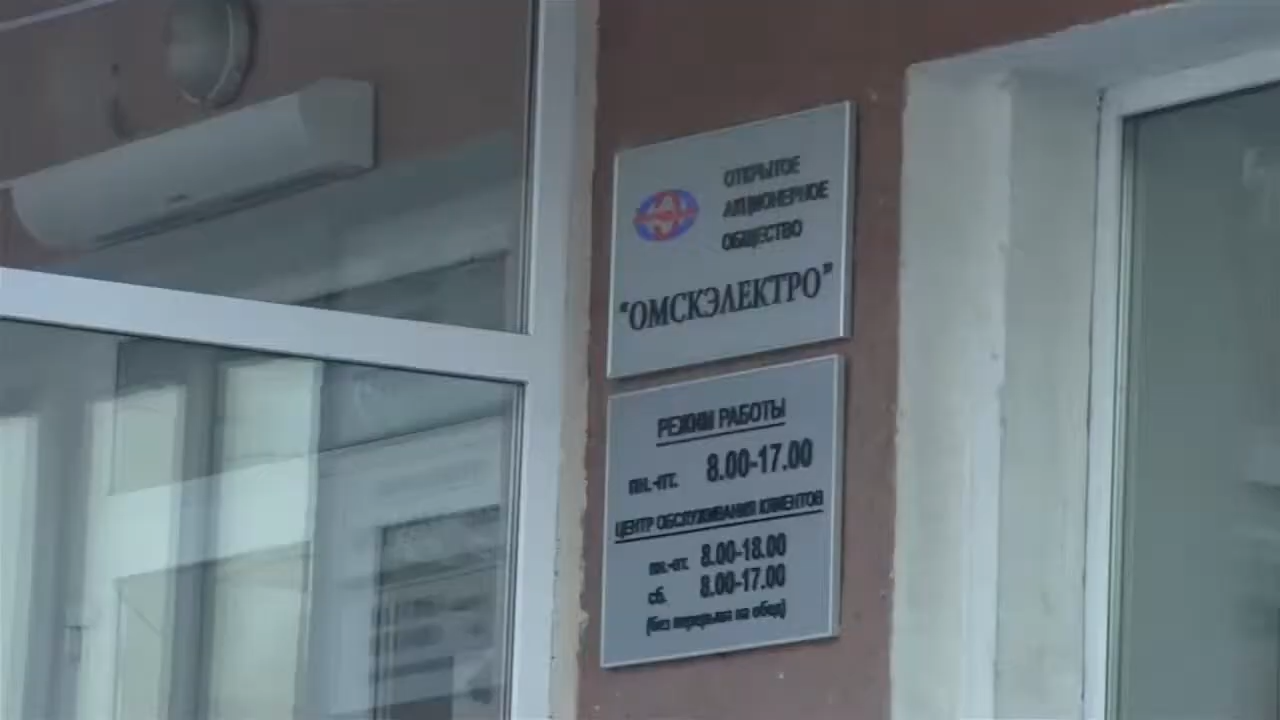 ОТКРЫТОЕ
АКЦИОНЕРНОЕ
ОБЩЕСТВО
"ОМСКЭЛЕКТРО"
РЕЖИМ РАБОТЫ
пн.-пт. 8.00-17.00
ЦЕНТР ОБСЛУЖИВАНИЯ КЛИЕНТОВ
пн.-пт. 8.00-18.00
сб. 8.00-17.00
(без перерыва на обед)